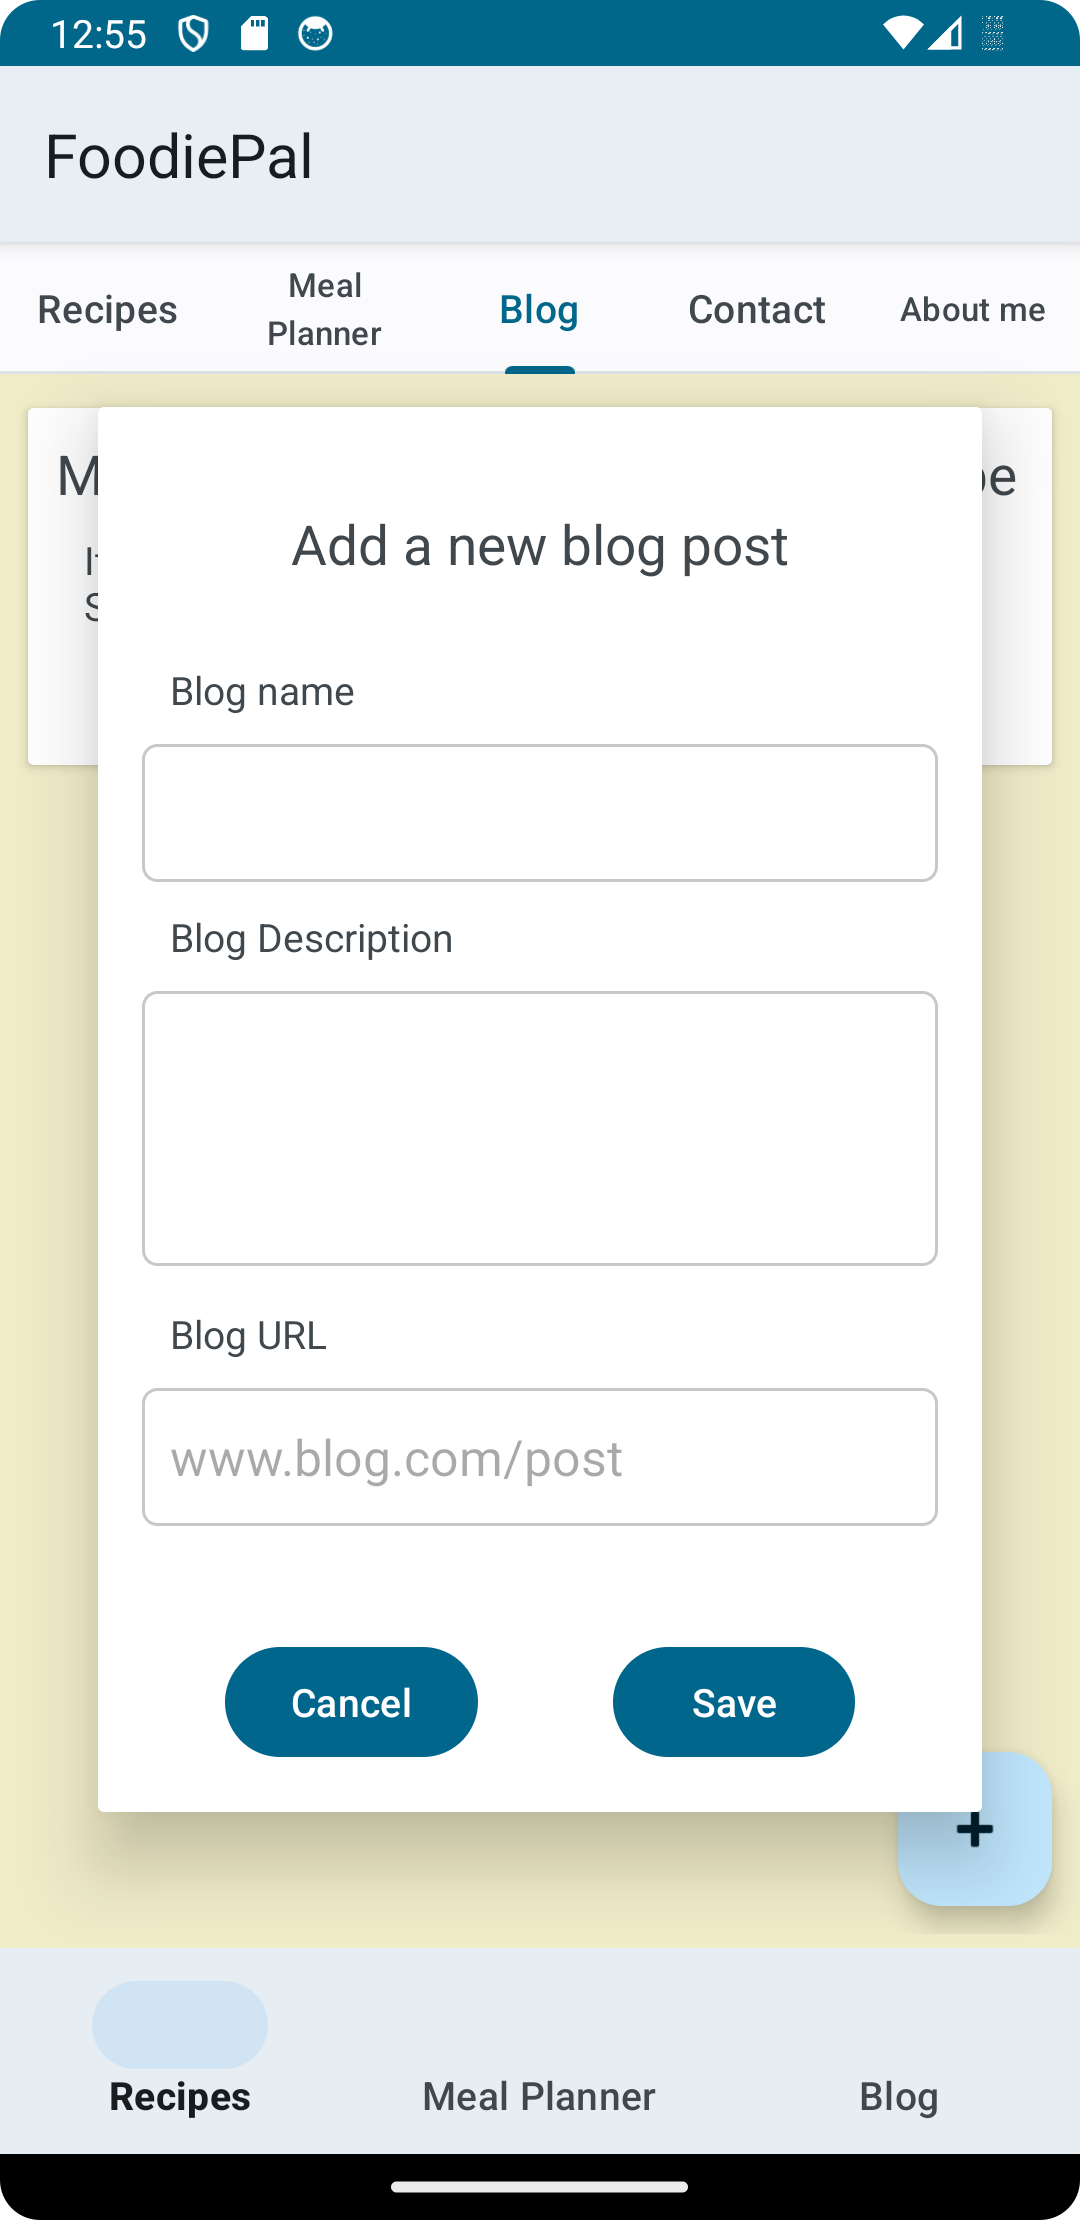 12:55
FoodiePal
Recipes
Meal
Planner
Blog
Contact
About me
Add a new blog post
Blog name
Blog Description
Blog URL
www.blog.com/post
Cancel
Save
+
Recipes
Meal Planner
Blog